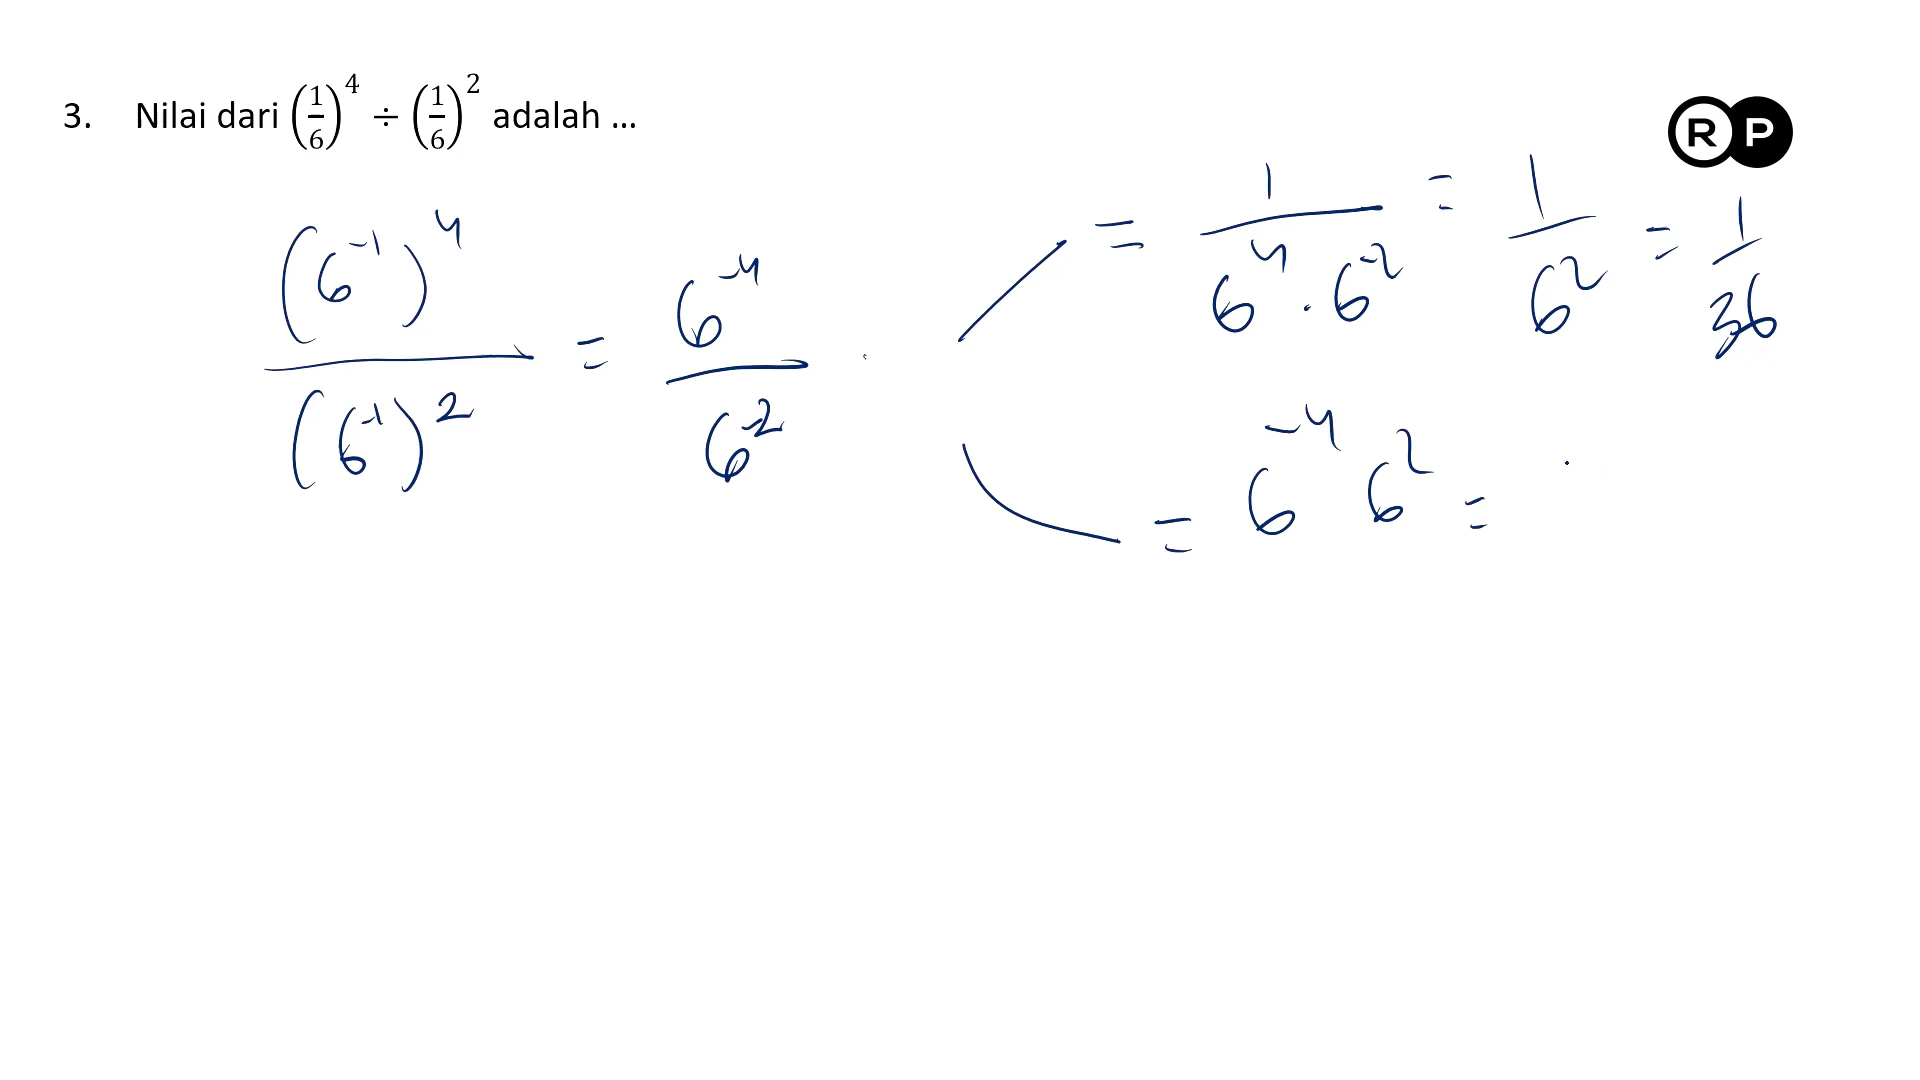 3. Nilai dari (1/6)^4 ÷ (1/6)^2 adalah ...
RP
(6^-1)^4 / (6^-1)^2 = 6^-4 / 6^-2
= 1 / (6^4 . 6^-2) = 1 / 6^2 = 1 / 36
= 6^-4 6^2 =